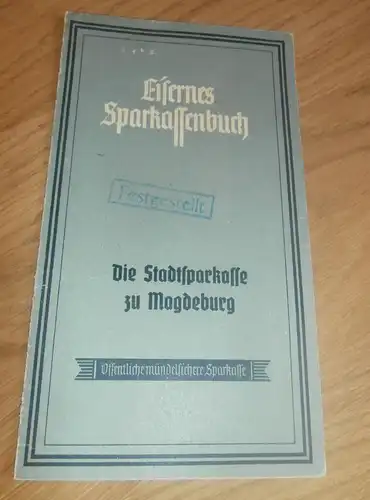 Eisernes
Sparkassenbuch
Festgestellt
Die Stadtsparkasse
zu Magdeburg
Öffentliche mündelsichere Sparkasse